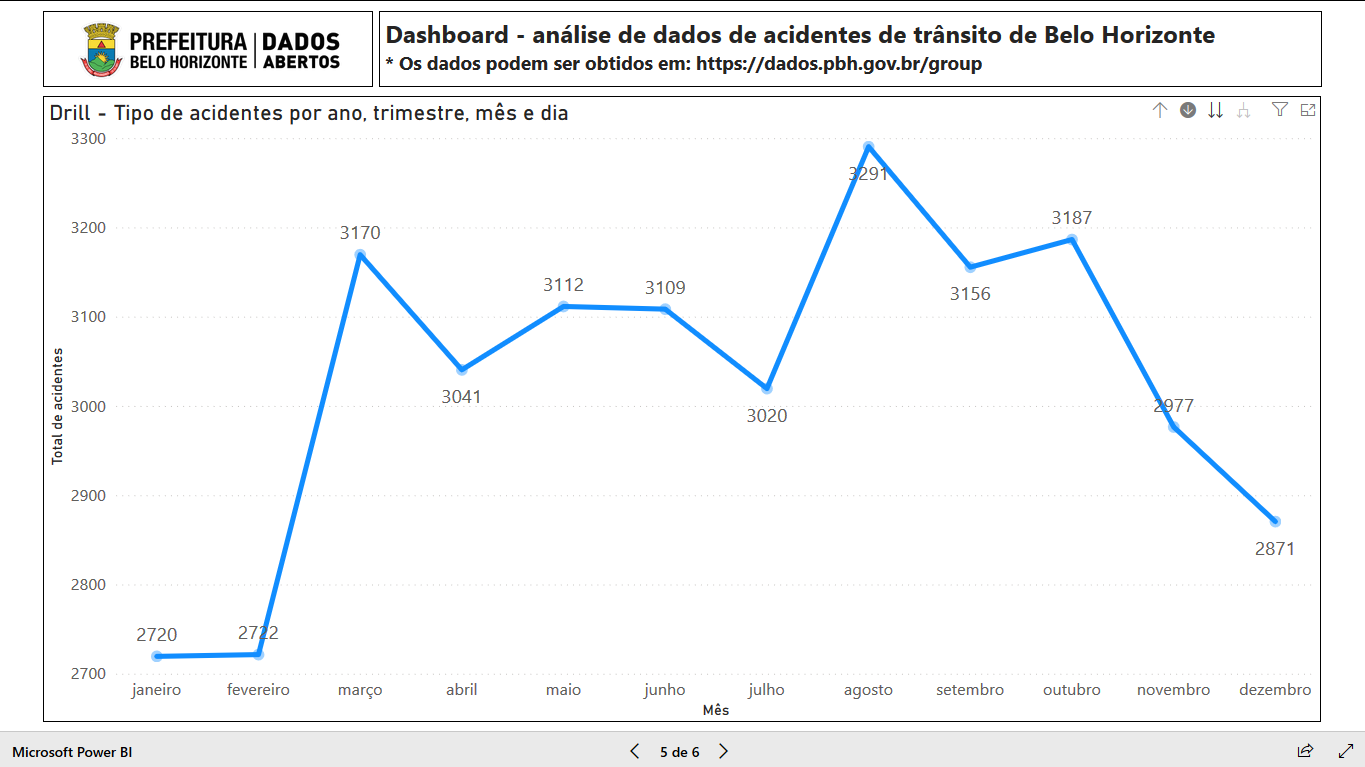 PREFEITURA
BELO HORIZONTE
DADOS
ABERTOS
Dashboard - análise de dados de acidentes de trânsito de Belo Horizonte
* Os dados podem ser obtidos em: https://dados.pbh.gov.br/group
Drill - Tipo de acidentes por ano, trimestre, mês e dia
3300
3200
3100
3000
2900
2800
2700
Total de acidentes
2720
2722
3170
3041
3112
3109
3020
3291
3156
3187
2977
2871
janeiro
fevereiro
março
abril
maio
junho
julho
agosto
setembro
outubro
novembro
dezembro
Mês
Microsoft Power BI
5 de 6